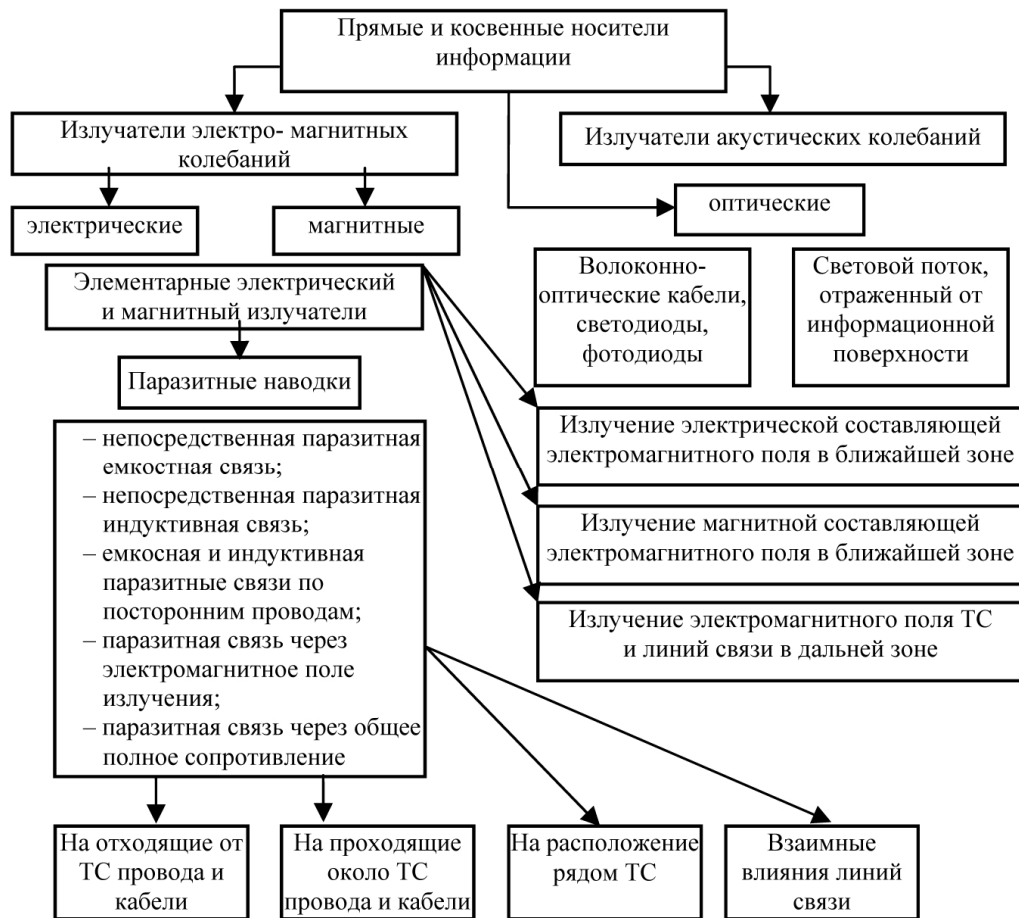 Прямые и косвенные носители
информации
Излучатели электро- магнитных
колебаний
Излучатели акустических колебаний
электрические
магнитные
оптические
Элементарные электрический
и магнитный излучатели
Волоконно-
оптические кабели,
светодиоды,
фотодиоды
Световой поток,
отраженный от
информационной
поверхности
Паразитные наводки
– непосредственная паразитная
емкостная связь;
– непосредственная паразитная
индуктивная связь;
– емкосная и индуктивная
паразитные связи по
посторонним проводам;
– паразитная связь через
электромагнитное поле
излучения;
– паразитная связь через общее
полное сопротивление
Излучение электрической составляющей
электромагнитного поля в ближайшей зоне
Излучение магнитной составляющей
электромагнитного поля в ближайшей зоне
Излучение электромагнитного поля ТС
и линий связи в дальней зоне
На отходящие от
ТС провода и
кабели
На проходящие
около ТС
провода и кабели
На расположение
рядом ТС
Взаимные
влияния линий
связи